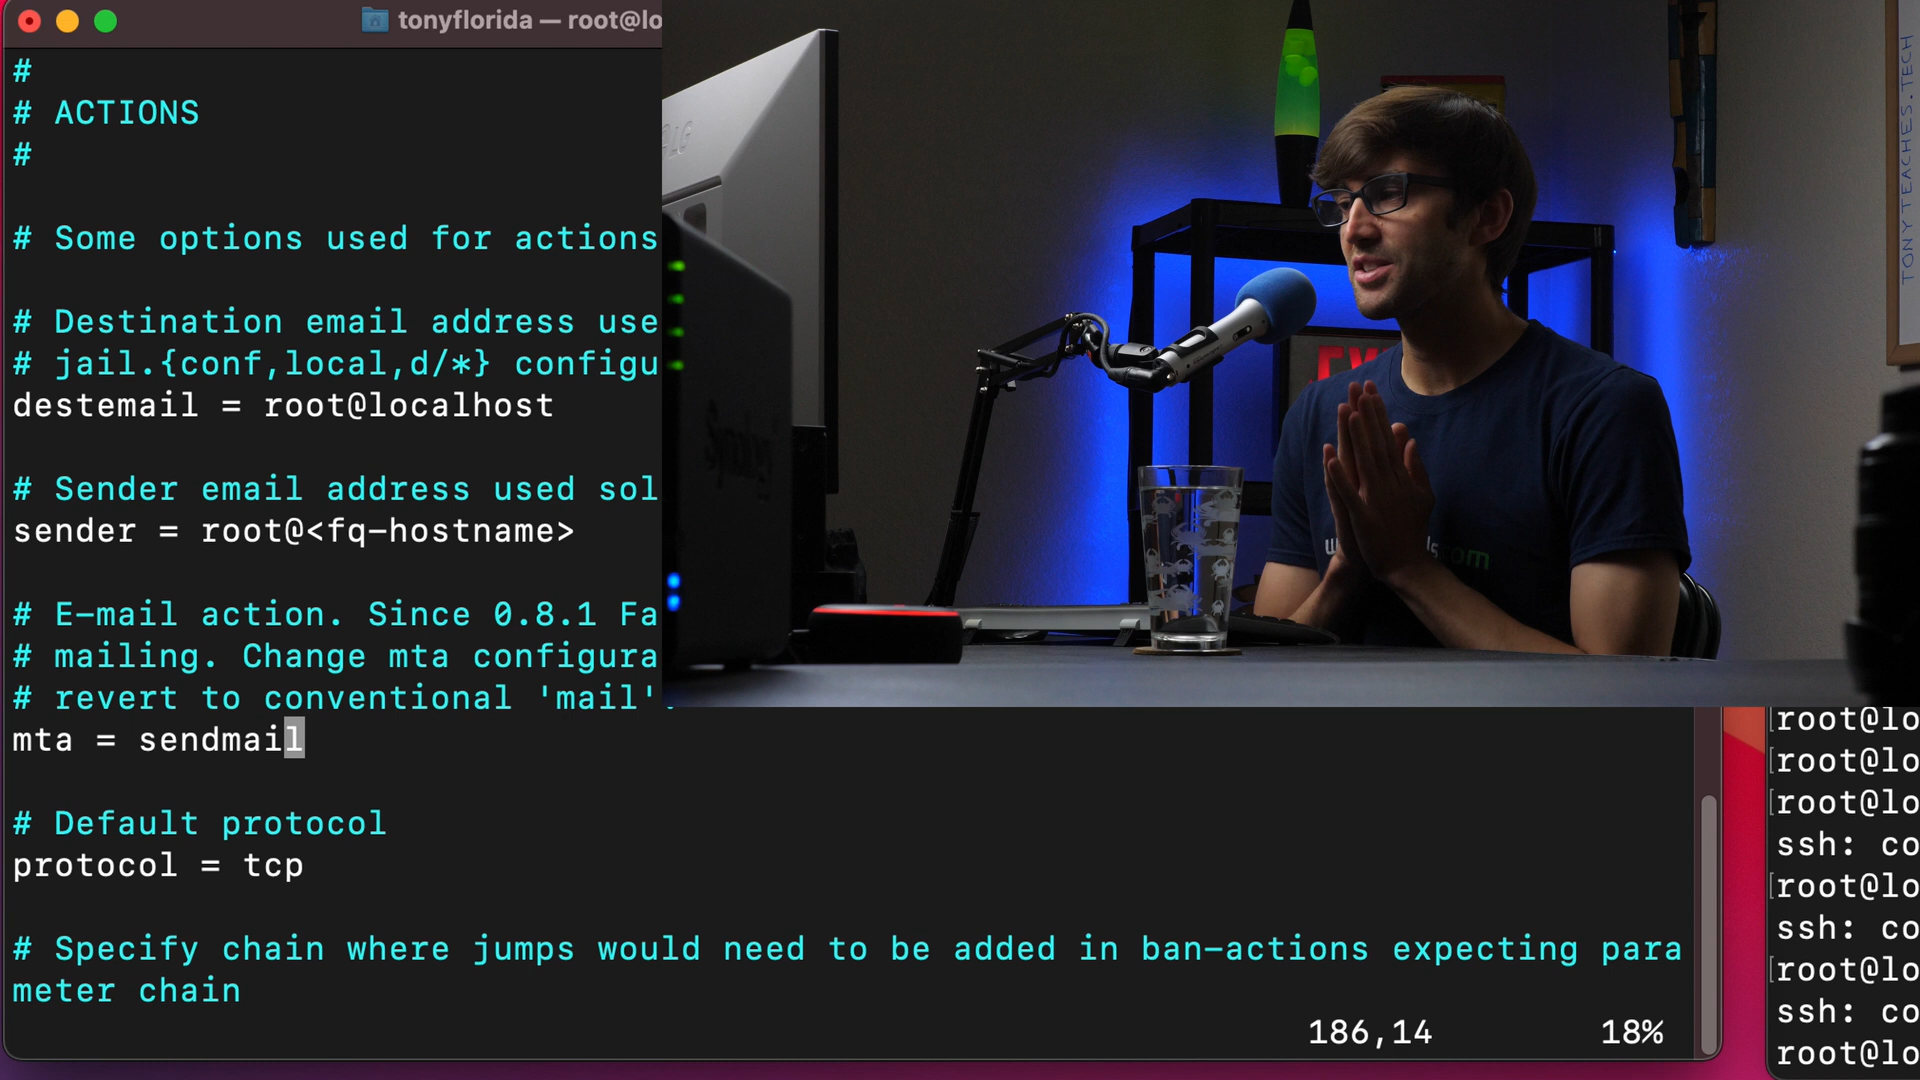 tonyflorida — root@lo
#
# ACTIONS
#
# Some options used for actions
# Destination email address use
# jail.{conf,local,d/*} configu
destemail = root@localhost
# Sender email address used sol
sender = root@<fq-hostname>
# E-mail action. Since 0.8.1 Fa
# mailing. Change mta configura
# revert to conventional 'mail'.
mta = sendmail
# Default protocol
protocol = tcp
# Specify chain where jumps would need to be added in ban-actions expecting para
meter chain
186,14 18%
LG
Synology
TONYTEACHES.TECH
[root@lo
[root@lo
[root@lo
ssh: co
[root@lo
ssh: co
[root@lo
ssh: co
root@lo